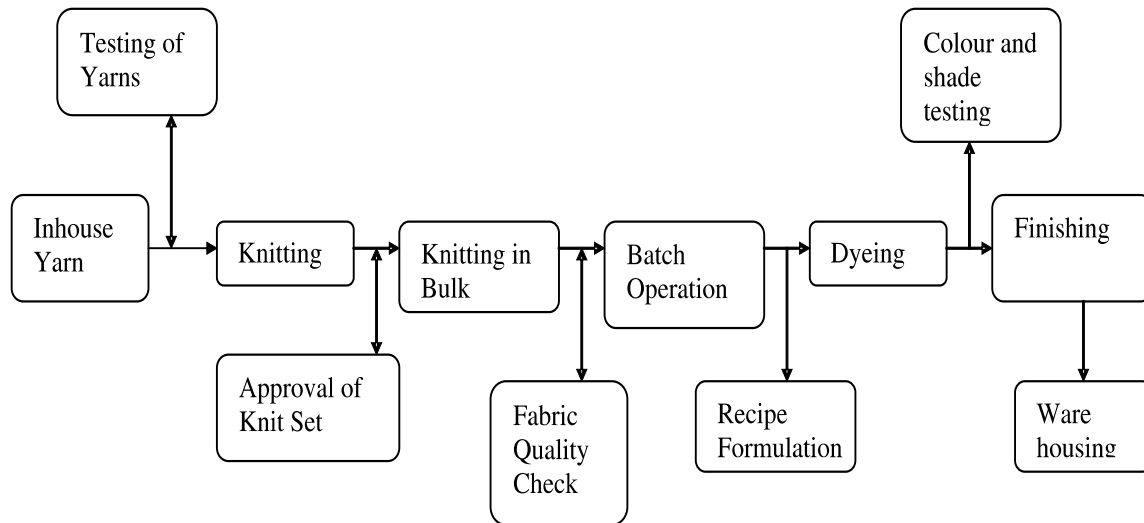 Testing of
Yarns
Colour and
shade
testing
Inhouse
Yarn
Knitting
Knitting in
Bulk
Batch
Operation
Dyeing
Finishing
Approval of
Knit Set
Fabric
Quality
Check
Recipe
Formulation
Ware
housing